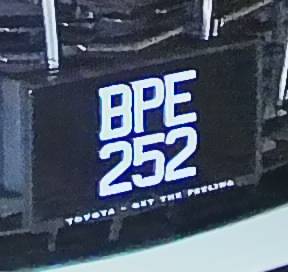 BPE
252
TOYOTA - GET THE FEELING